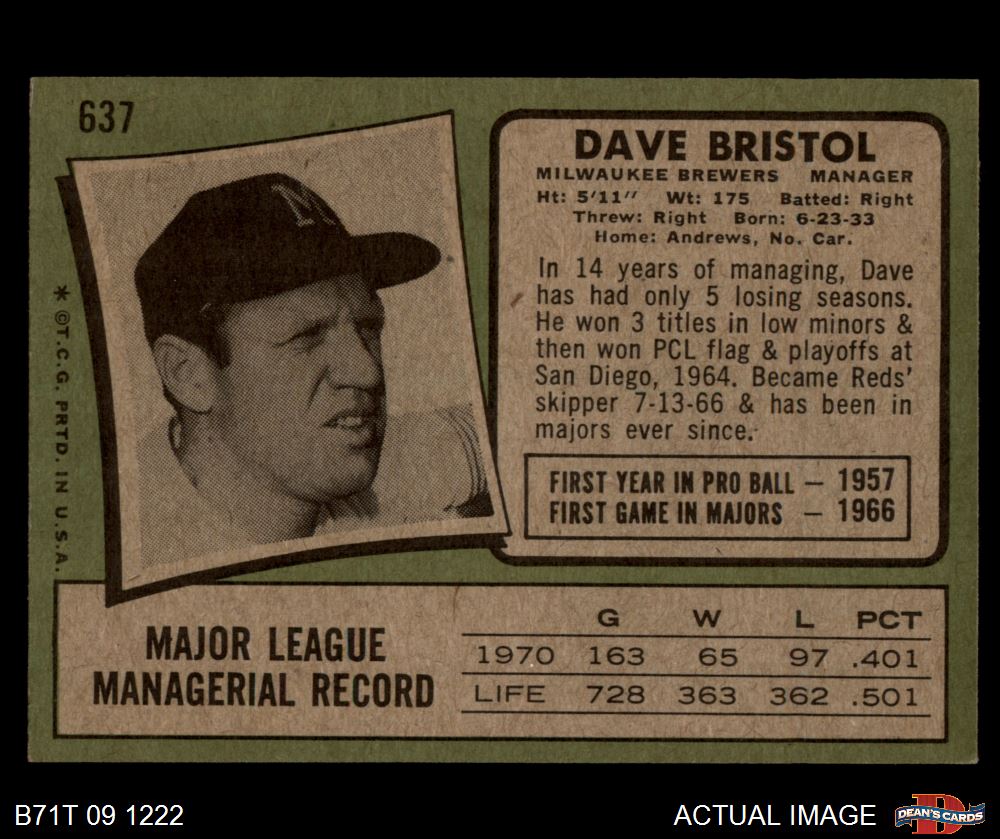 637
M
* ©T.C.G. PRTD. IN U.S.A.
DAVE BRISTOL
MILWAUKEE BREWERS MANAGER
Ht: 5'11" Wt: 175 Batted: Right
Threw: Right Born: 6-23-33
Home: Andrews, No. Car.
In 14 years of managing, Dave
has had only 5 losing seasons.
He won 3 titles in low minors &
then won PCL flag & playoffs at
San Diego, 1964. Became Reds'
skipper 7-13-66 & has been in
majors ever since.
FIRST YEAR IN PRO BALL — 1957
FIRST GAME IN MAJORS — 1966
MAJOR LEAGUE
MANAGERIAL RECORD
G W L PCT
1970 163 65 97 .401
LIFE 728 363 362 .501
B71T 09 1222
ACTUAL IMAGE
D
DEAN'S CARDS